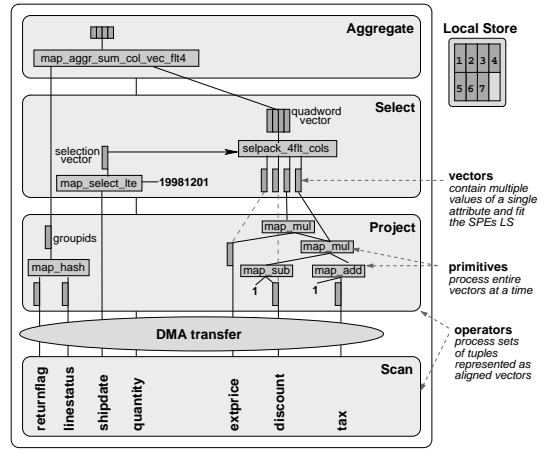 Aggregate
map_aggr_sum_col_vec_flt4
Local Store
1 2 3 4
5 6 7
Select
quadword
vector
selection
vector
selpack_4flt_cols
map_select_lte
19981201
vectors
contain multiple
values of a single
attribute and fit
the SPEs LS
Project
map_mul
groupids
map_mul
map_hash
map_sub
map_add
1
1
primitives
process entire
vectors at a time
DMA transfer
operators
process sets
of tuples
represented as
aligned vectors
Scan
returnflag
linestatus
shipdate
quantity
extprice
discount
tax